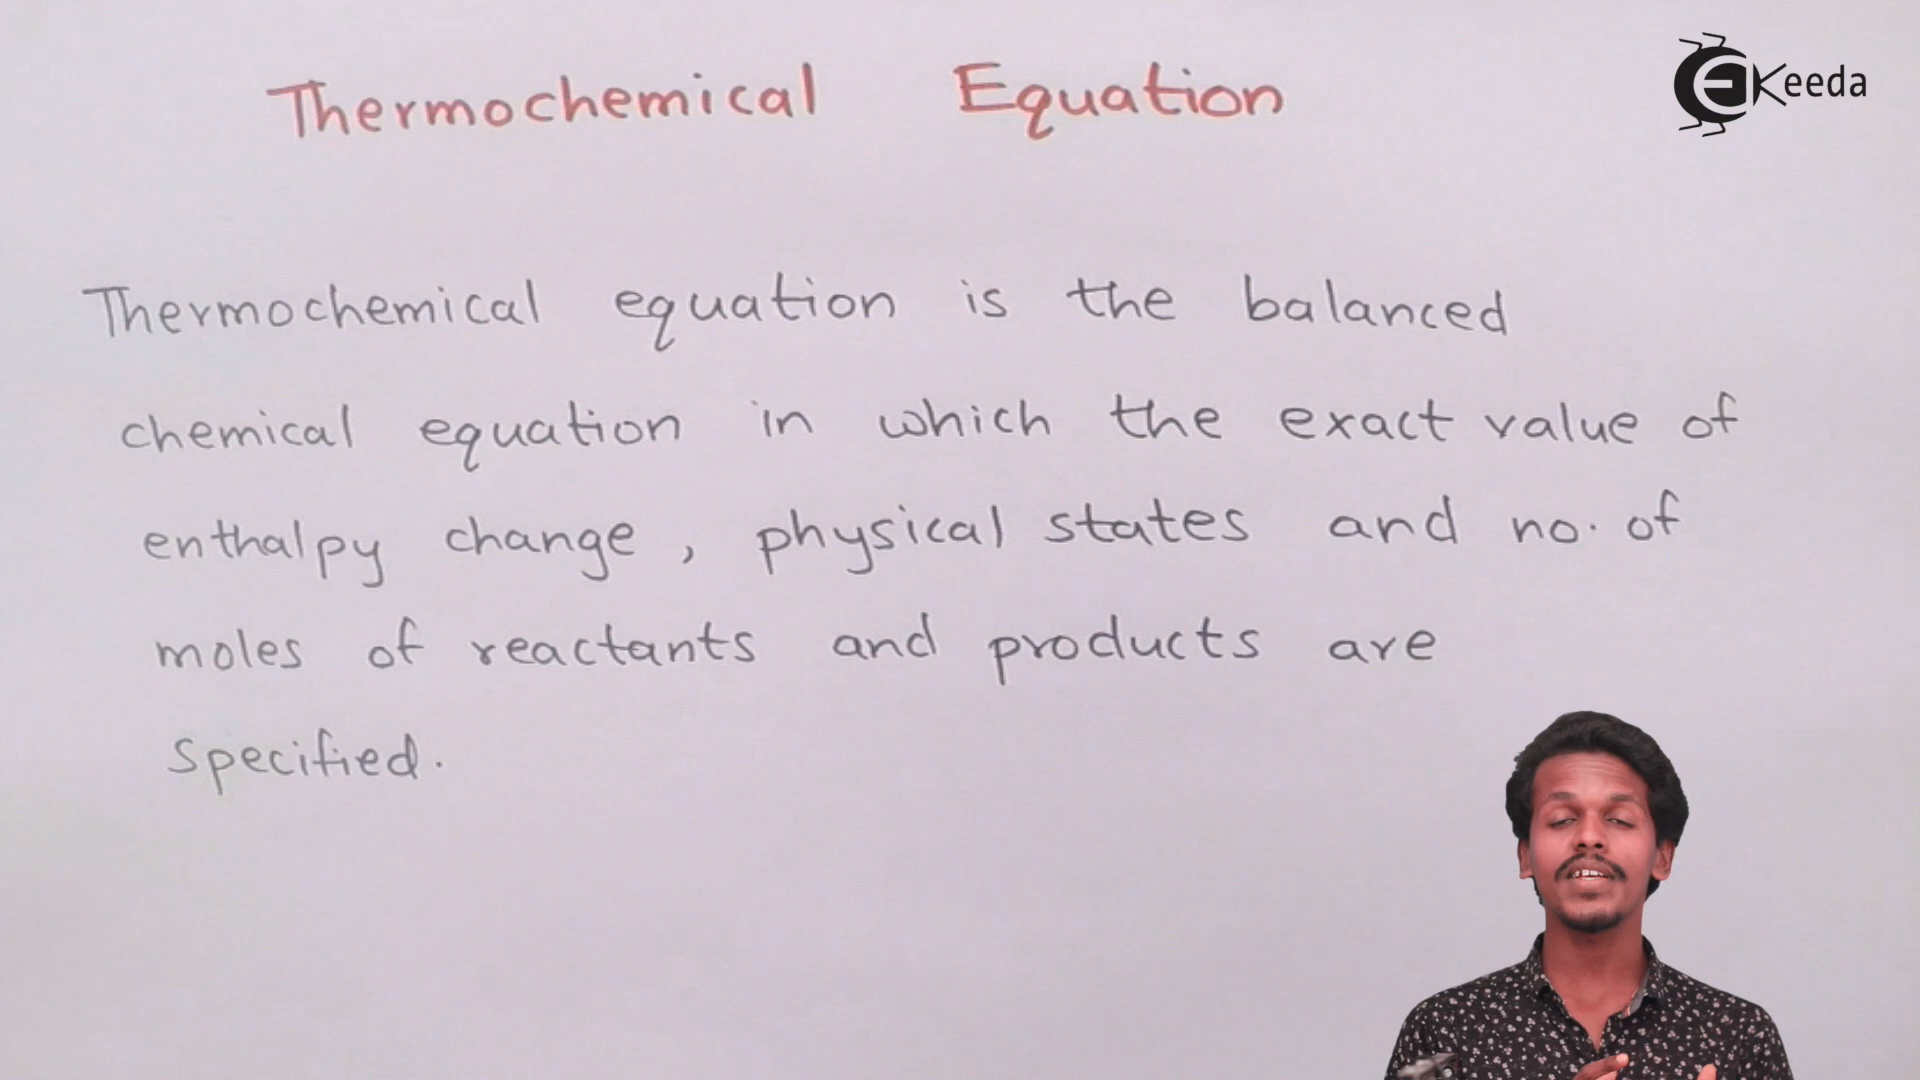 Thermochemical Equation
EKeeda
Thermochemical equation is the balanced
chemical equation in which the exact value of
enthalpy change, physical states and no. of
moles of reactants and products are
specified.